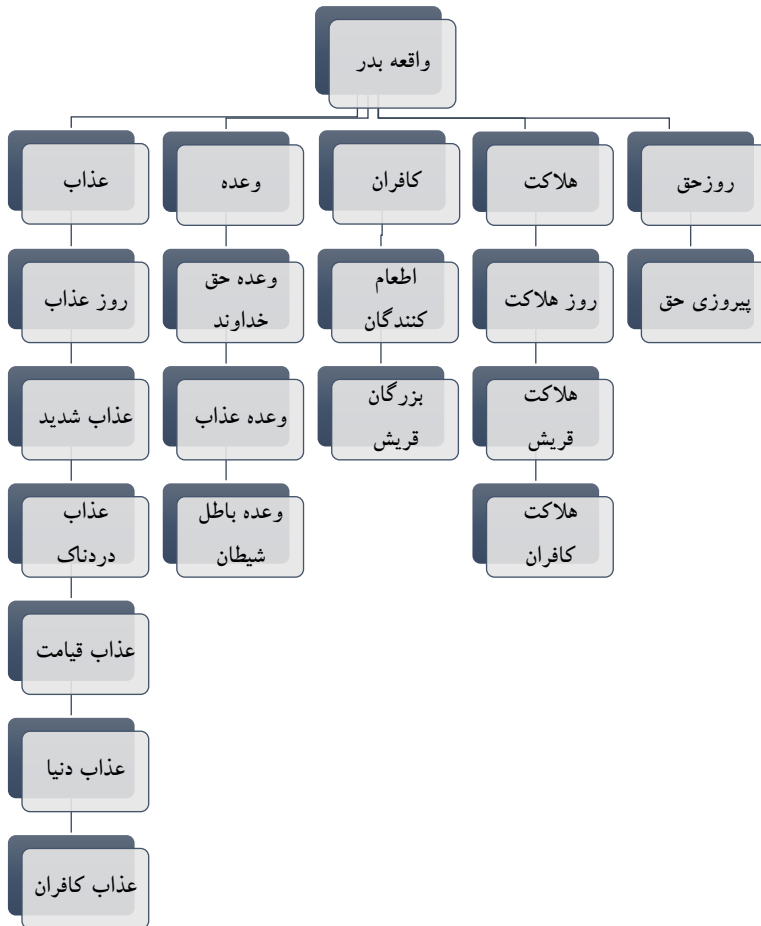 واقعه بدر
روزحق
پیروزی حق
هلاکت
روز هلاکت
هلاکت
قریش
هلاکت
کافران
کافران
اطعام
کنندگان
بزرگان
قریش
وعده
وعده حق
خداوند
وعده عذاب
وعده باطل
شیطان
عذاب
روز عذاب
عذاب شدید
عذاب
دردناک
عذاب قیامت
عذاب دنیا
عذاب کافران